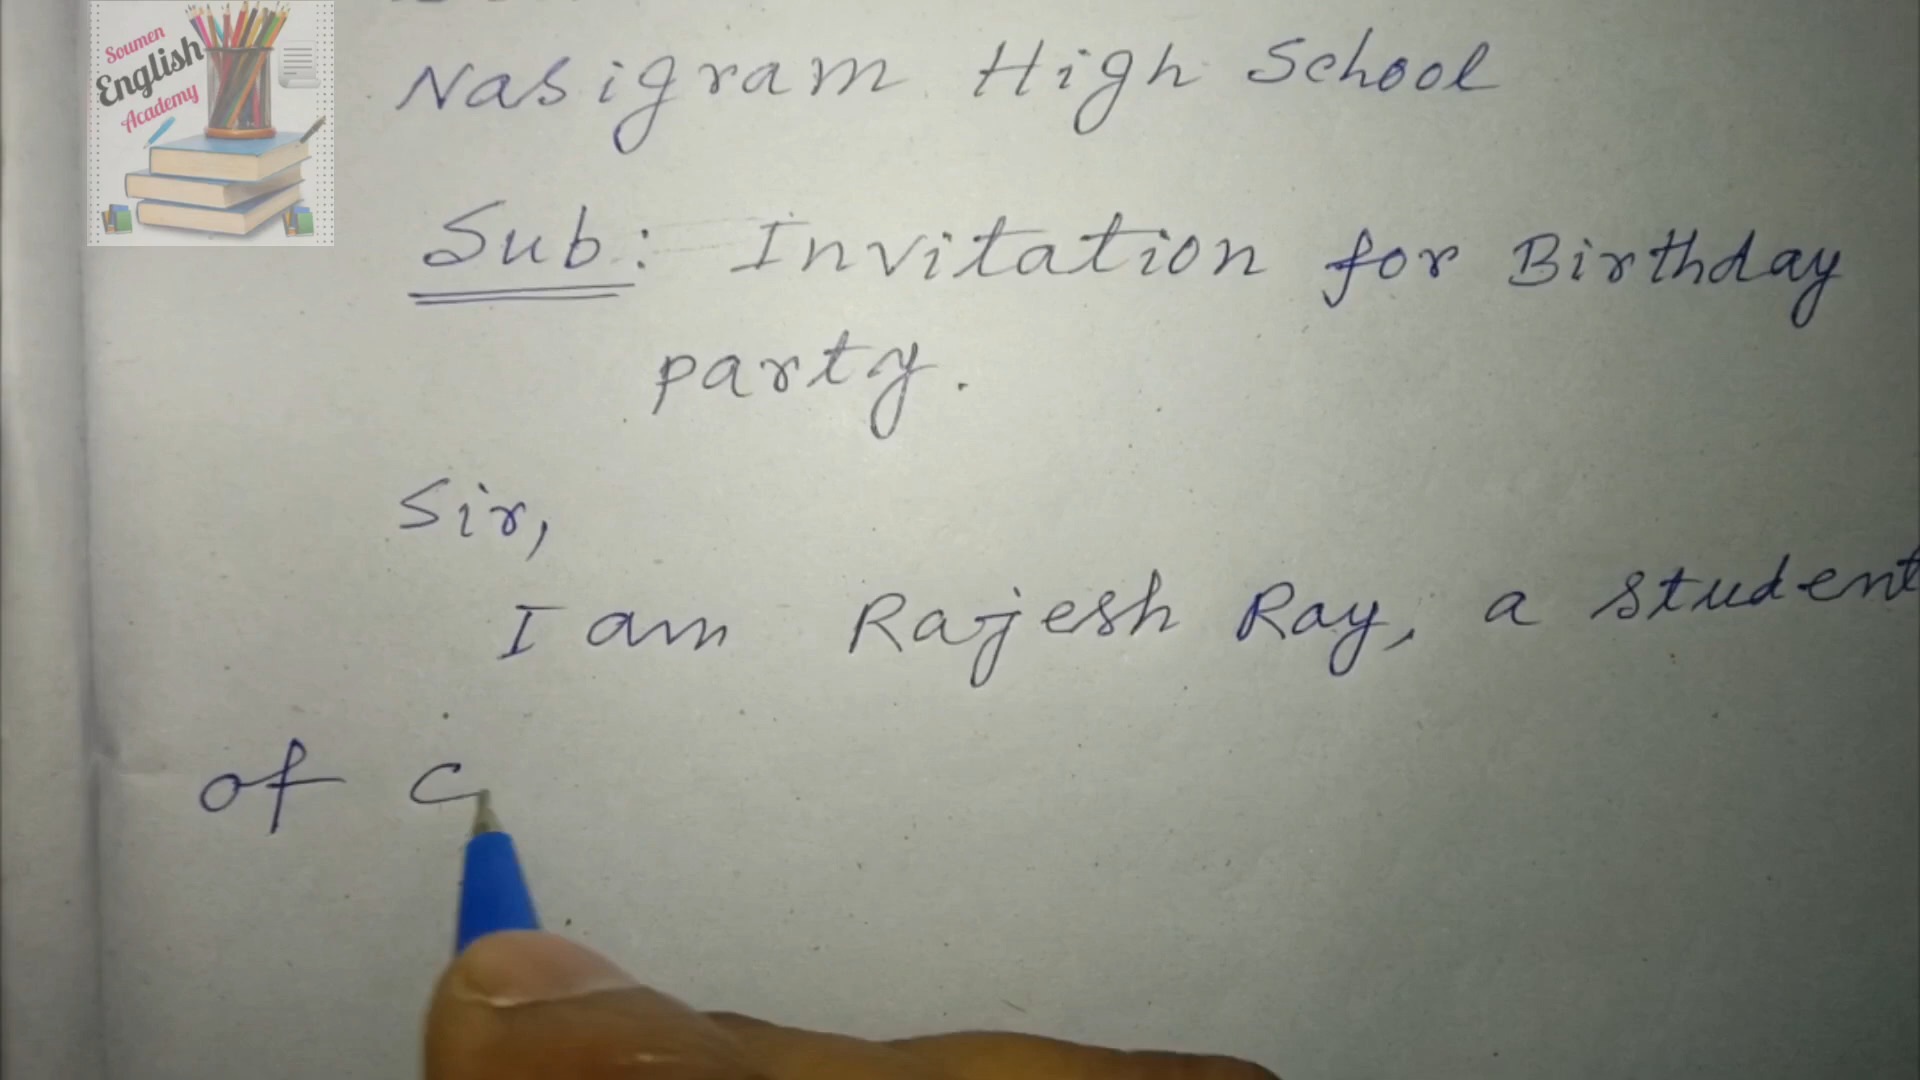 Soumen
English
Academy
Nasigram High School
Sub: Invitation for Birthday
party.
Sir,
I am Rajesh Ray, a student
of C